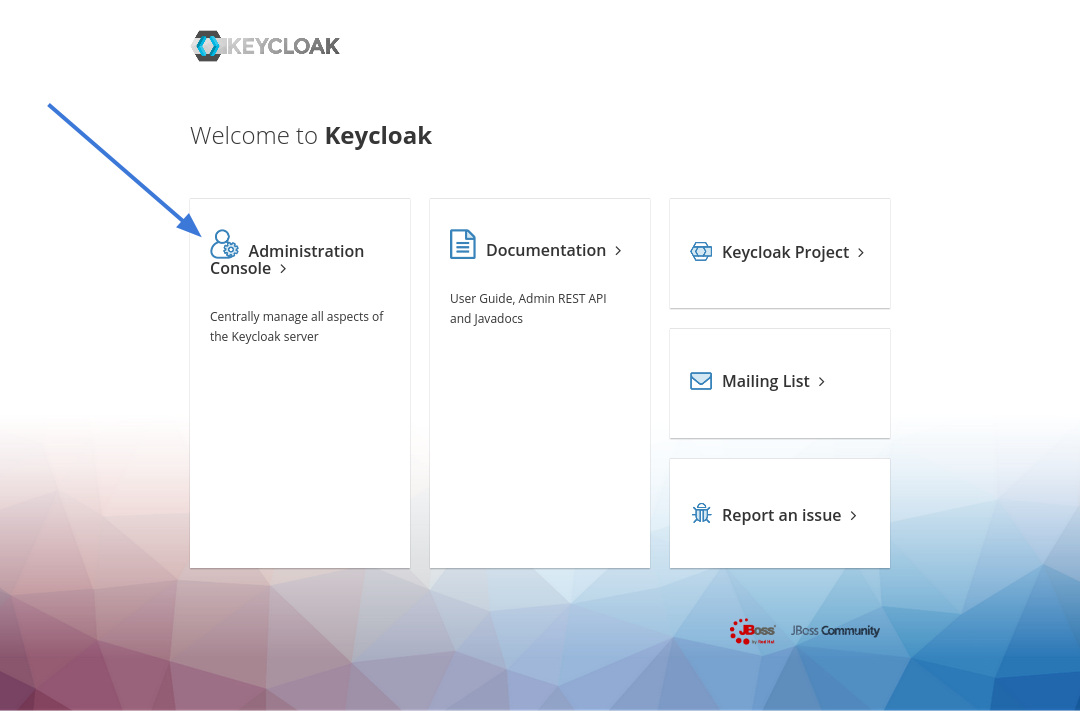 KEYCLOAK
Welcome to Keycloak
Administration
Console
Centrally manage all aspects of
the Keycloak server
Documentation
User Guide, Admin REST API
and Javadocs
Keycloak Project
Mailing List
Report an issue
JBoss
by Red Hat
JBoss Community